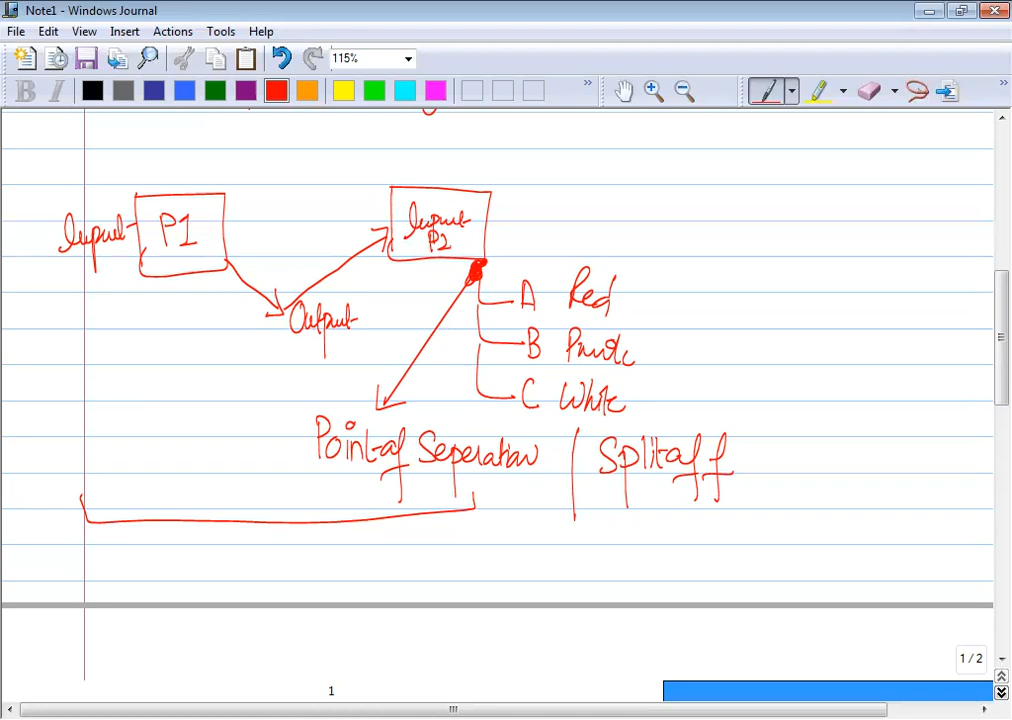 Note1 - Windows Journal
File Edit View Insert Actions Tools Help
115%
B I
Input P1
Input
P2
Output
A Red
B
C White
Point of Seperation | Split off
1 / 2
1